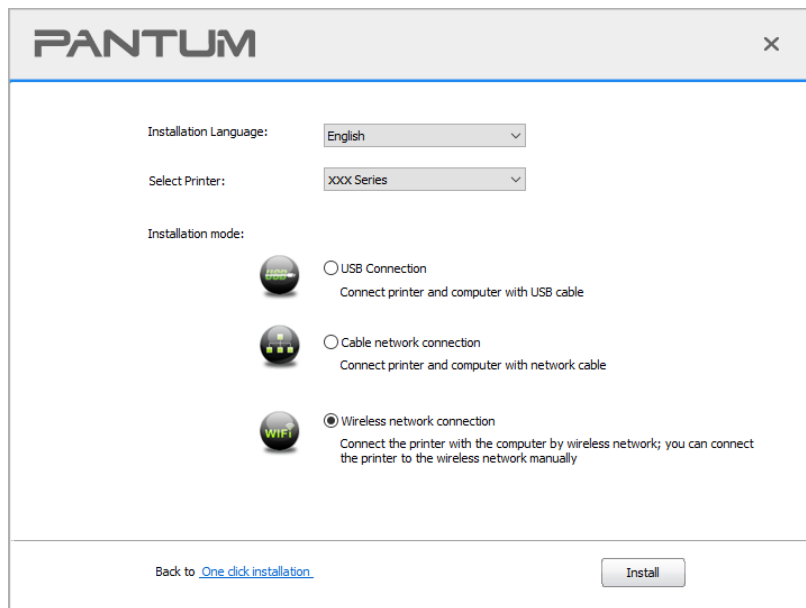 PANTUM
Installation Language:
English
Select Printer:
XXX Series
Installation mode:
USB
USB Connection
Connect printer and computer with USB cable
Cable network connection
Connect printer and computer with network cable
WiFi
Wireless network connection
Connect the printer with the computer by wireless network; you can connect
the printer to the wireless network manually
Back to One click installation
Install